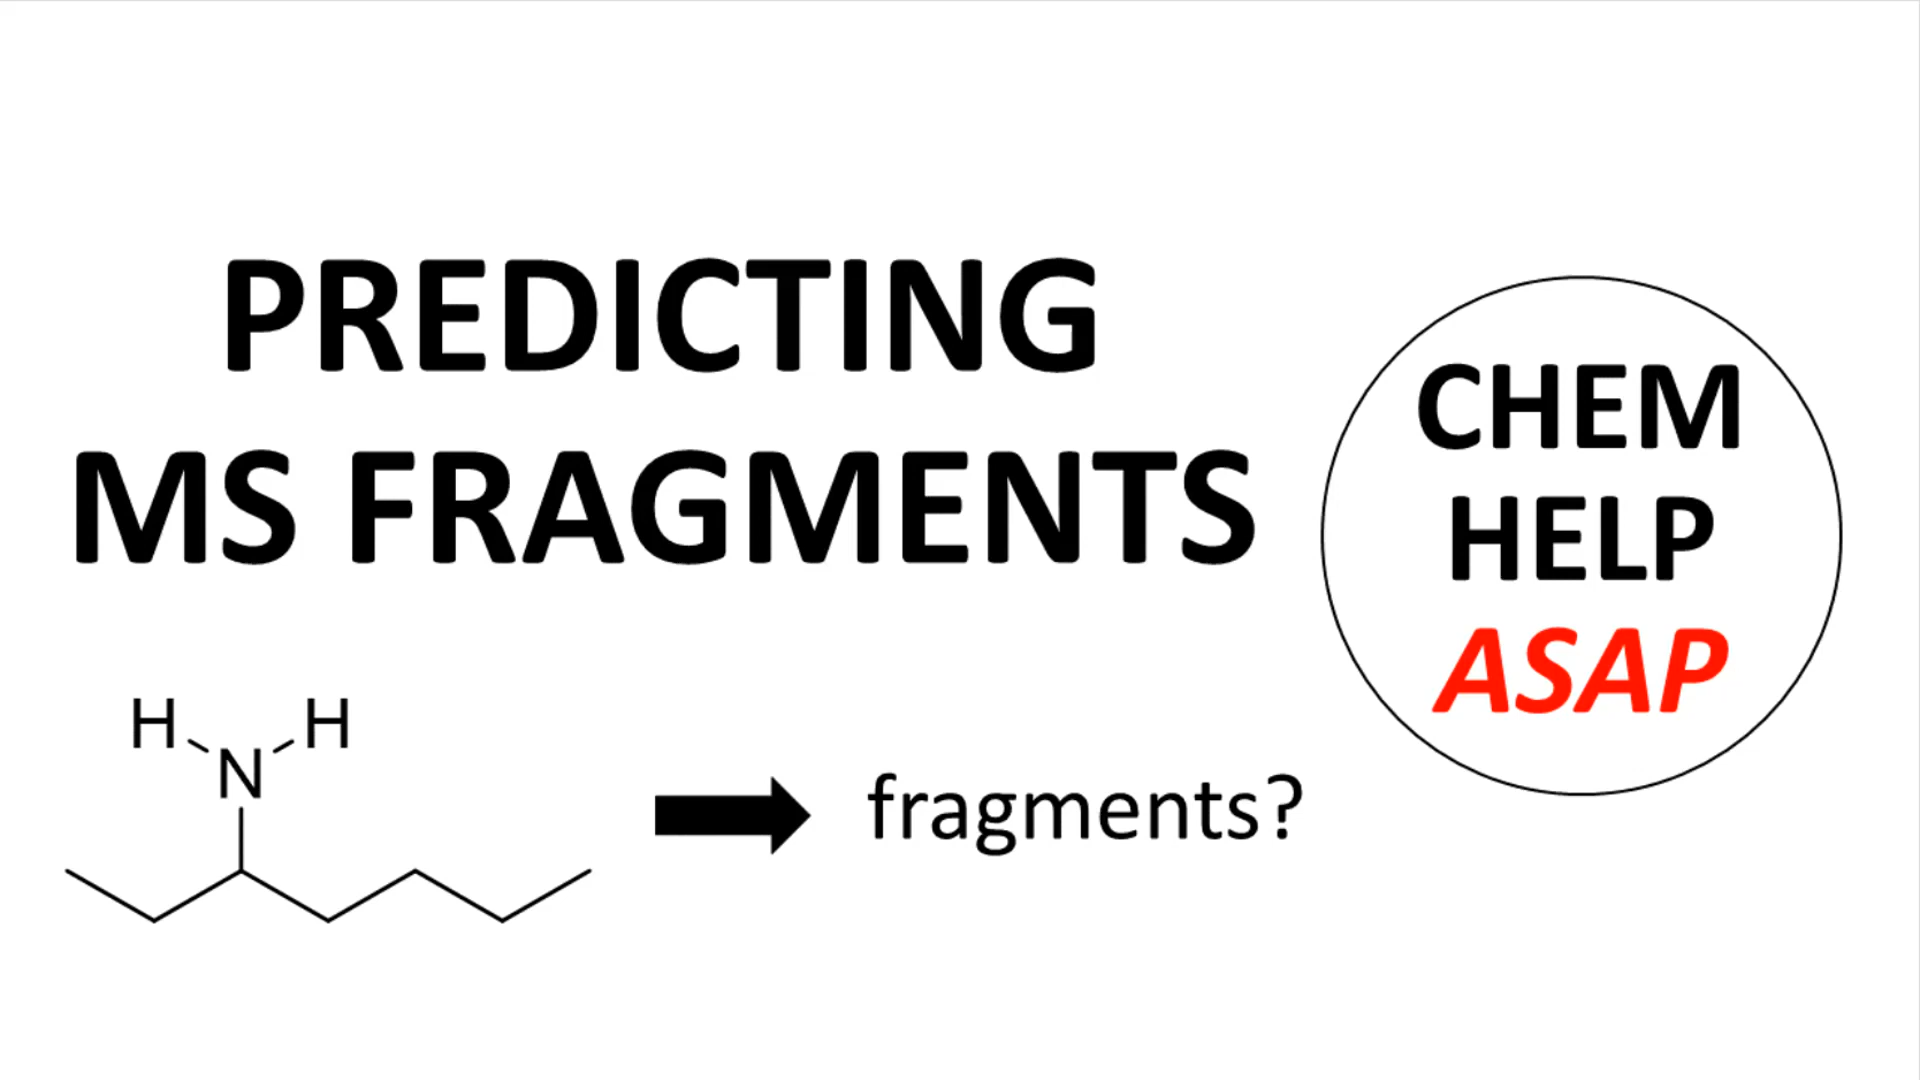 PREDICTING
MS FRAGMENTS
CHEM
HELP
ASAP
H H
N
fragments?